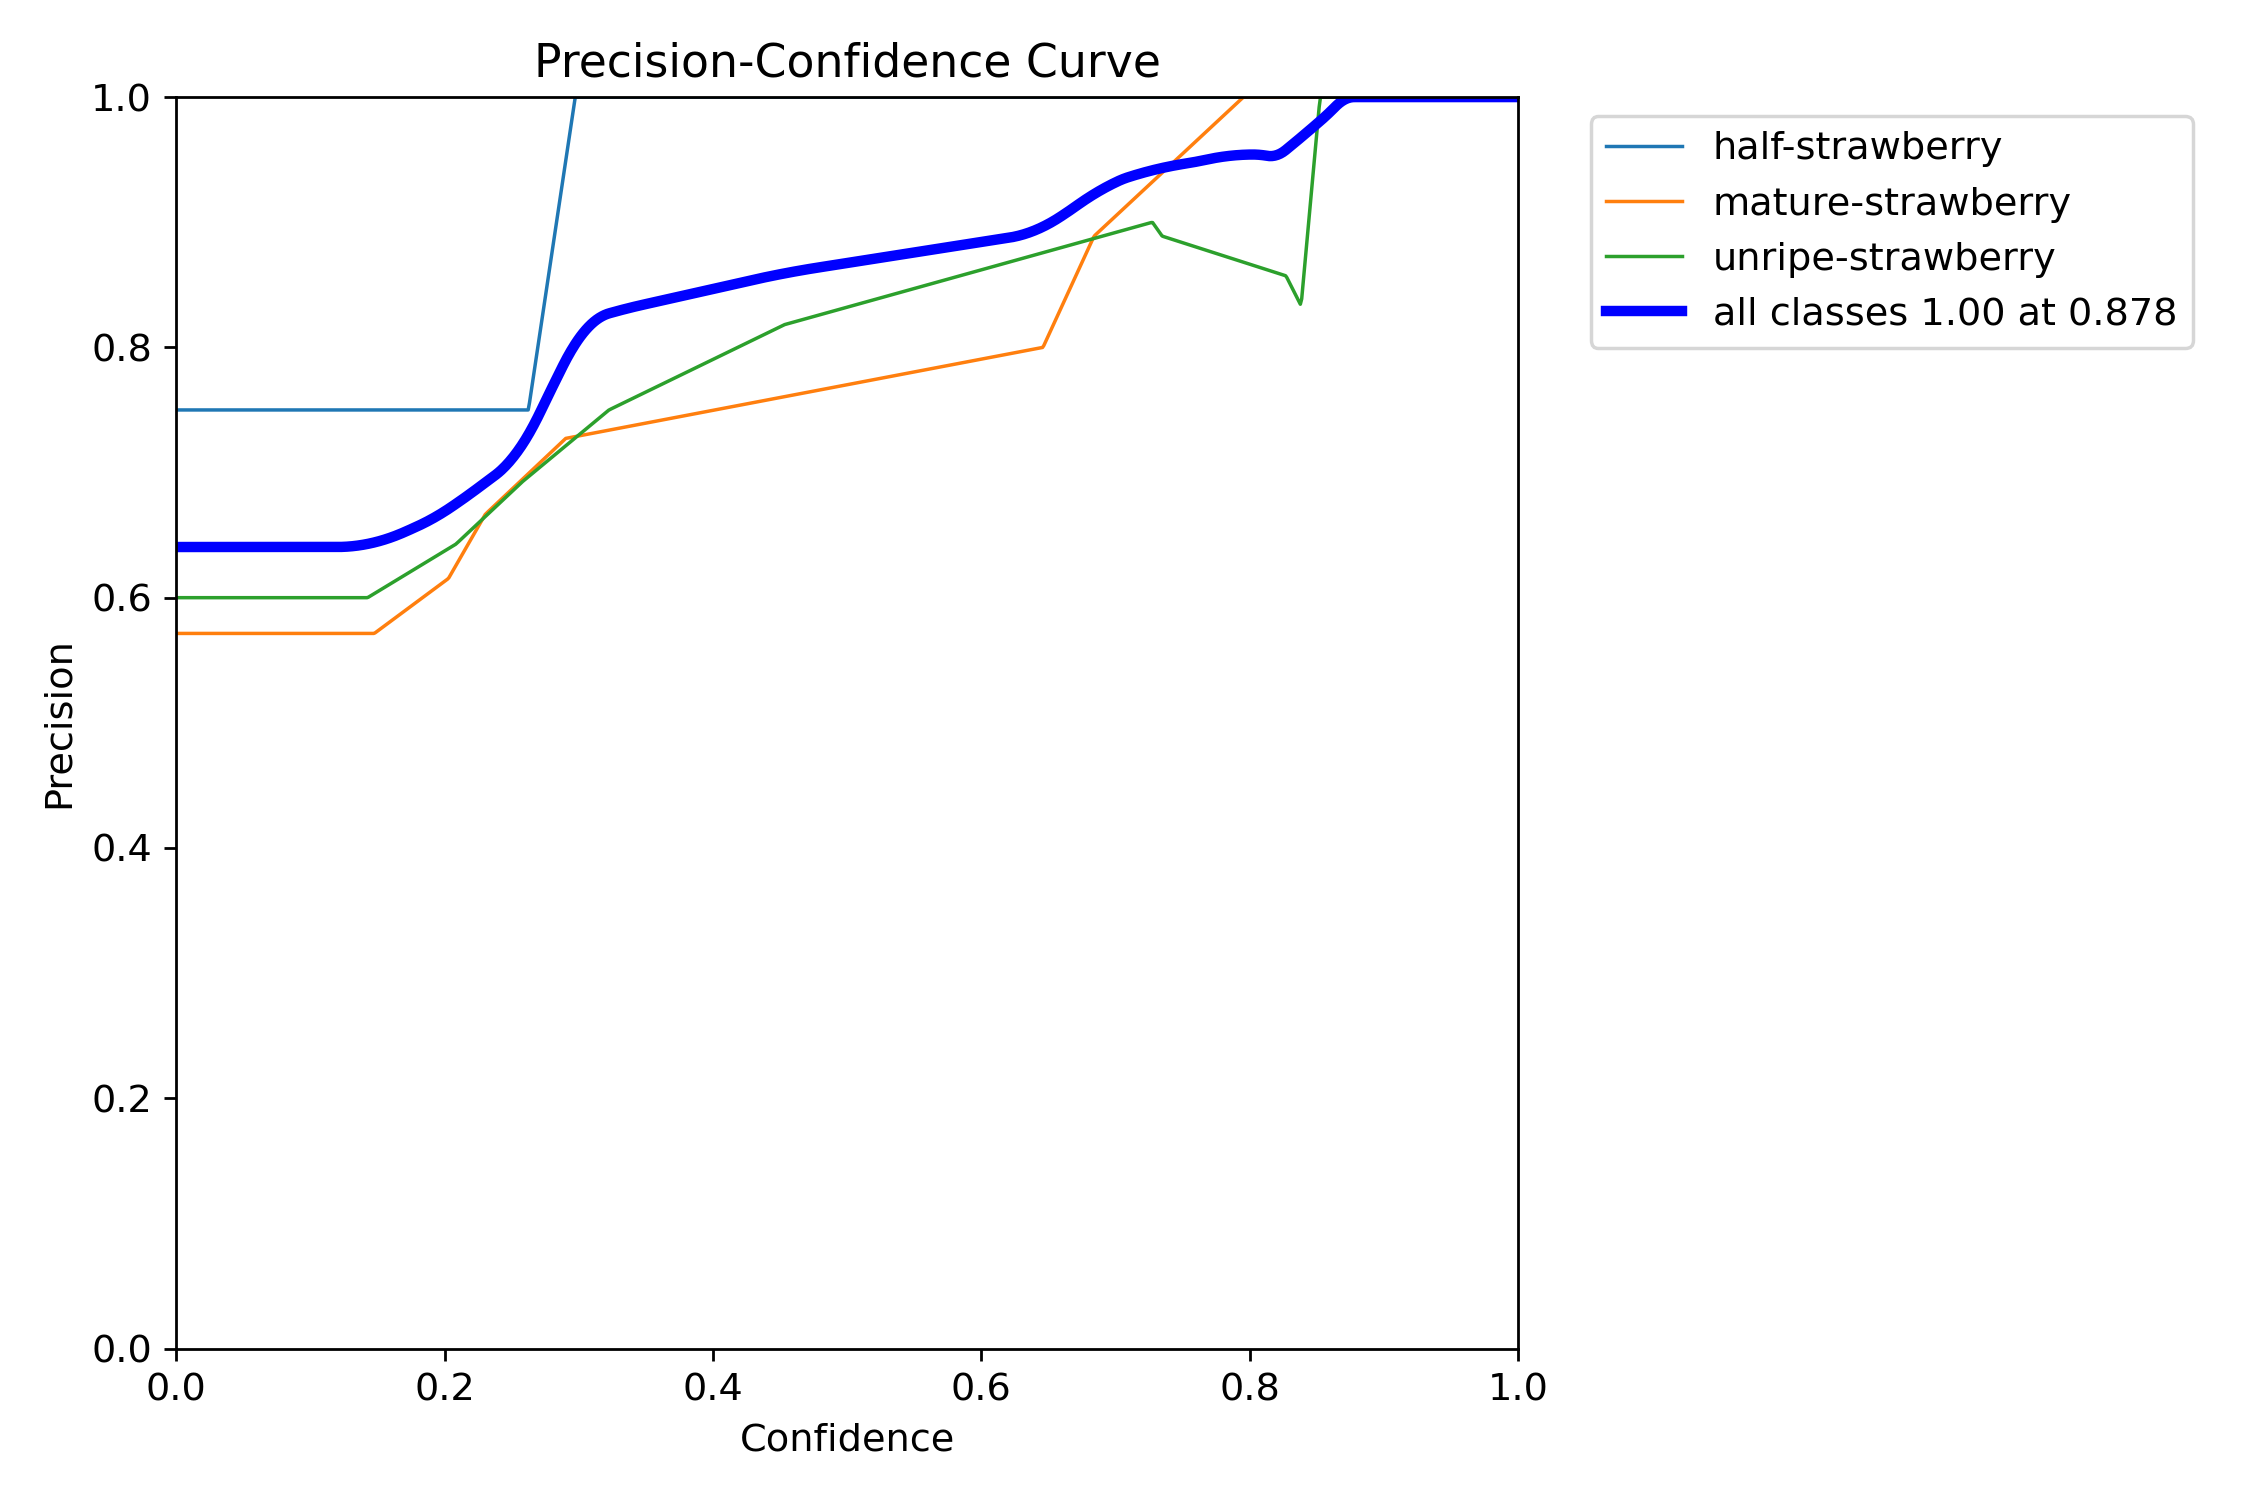 Precision-Confidence Curve
1.0
0.8
0.6
0.4
0.2
0.0
Precision
0.0 0.2 0.4 0.6 0.8 1.0
Confidence
half-strawberry
mature-strawberry
unripe-strawberry
all classes 1.00 at 0.878